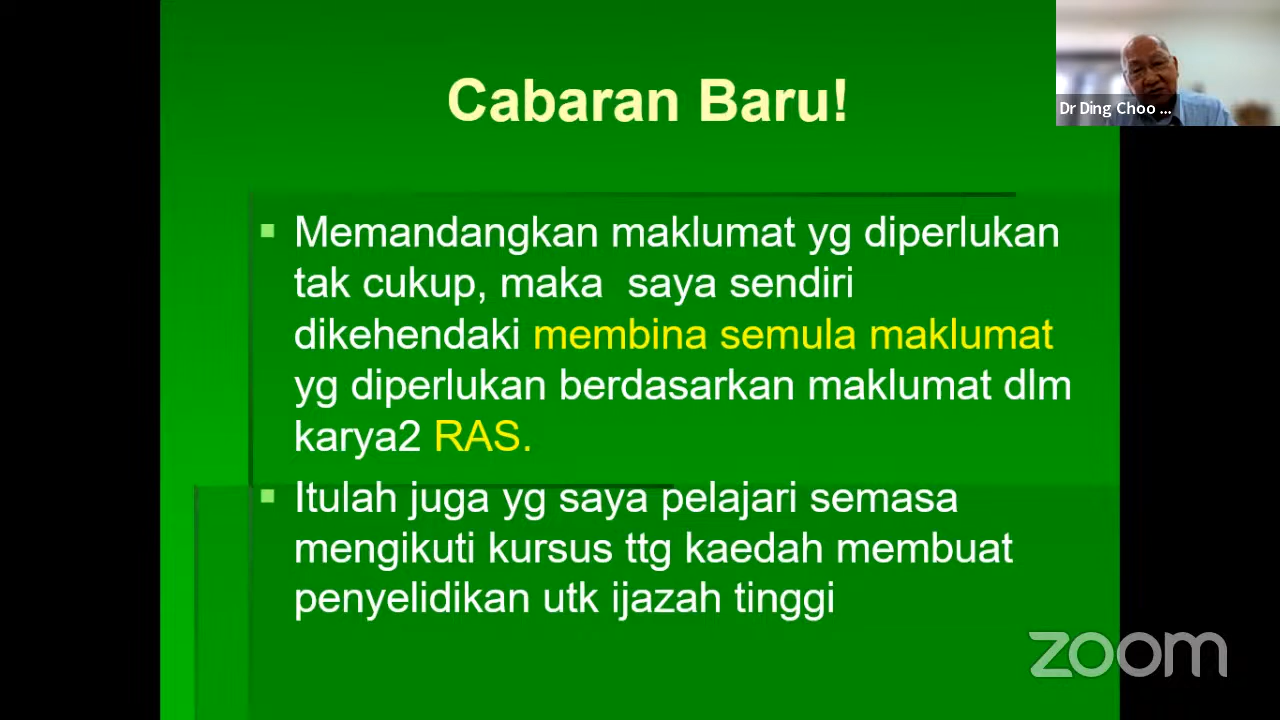 Cabaran Baru!
Dr Ding Choo ...
Memandangkan maklumat yg diperlukan
tak cukup, maka saya sendiri
dikehendaki membina semula maklumat
yg diperlukan berdasarkan maklumat dlm
karya2 RAS.
Itulah juga yg saya pelajari semasa
mengikuti kursus ttg kaedah membuat
penyelidikan utk ijazah tinggi
zoom